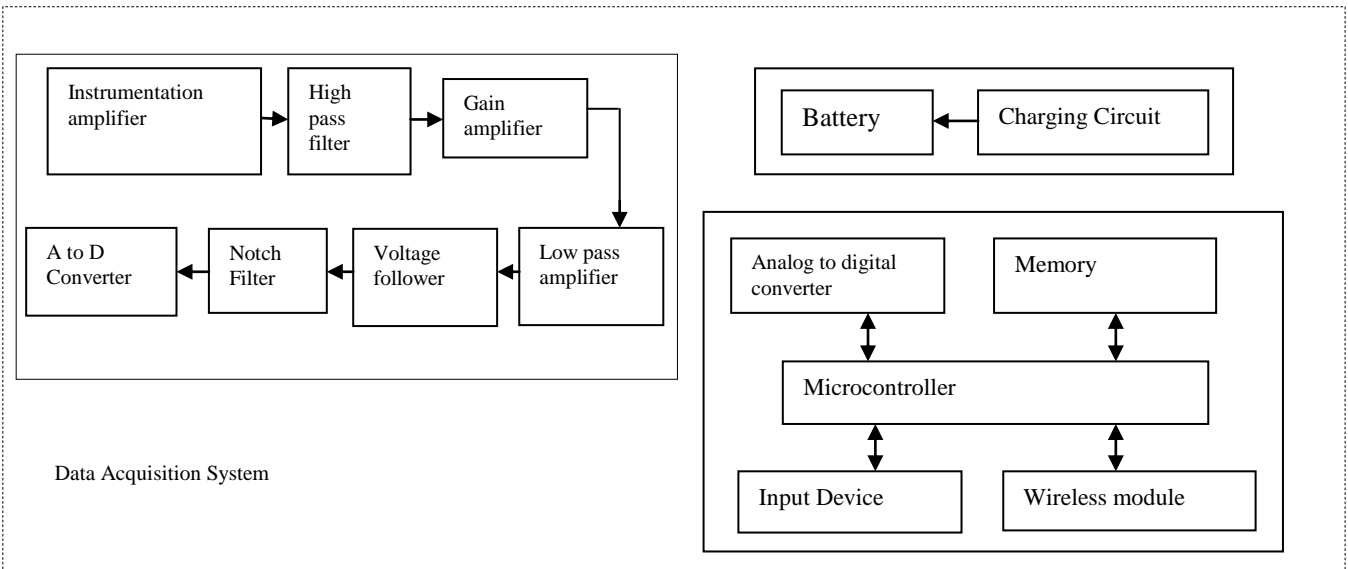 Instrumentation
amplifier
High
pass
filter
Gain
amplifier
A to D
Converter
Notch
Filter
Voltage
follower
Low pass
amplifier
Data Acquisition System
Battery
Charging Circuit
Analog to digital
converter
Memory
Microcontroller
Input Device
Wireless module